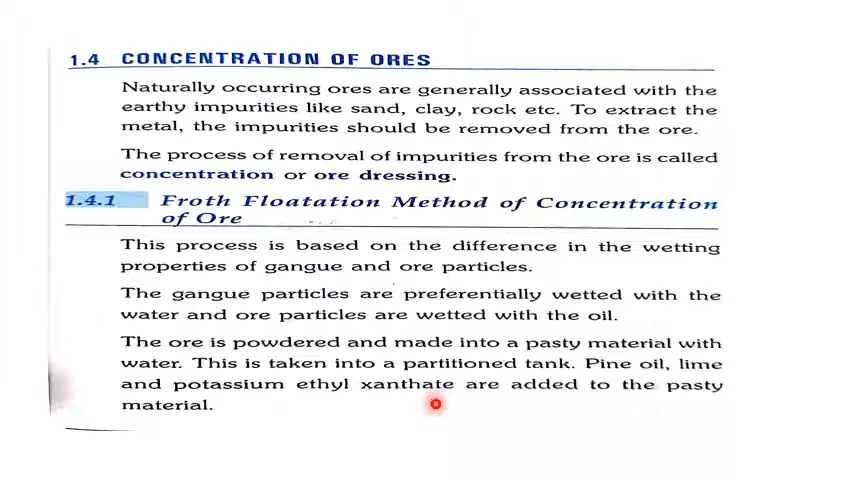 1.4 CONCENTRATION OF ORES
Naturally occurring ores are generally associated with the
earthy impurities like sand, clay, rock etc. To extract the
metal, the impurities should be removed from the ore.
The process of removal of impurities from the ore is called
concentration or ore dressing.
1.4.1 Froth Floatation Method of Concentration
of Ore
This process is based on the difference in the wetting
properties of gangue and ore particles.
The gangue particles are preferentially wetted with the
water and ore particles are wetted with the oil.
The ore is powdered and made into a pasty material with
water. This is taken into a partitioned tank. Pine oil, lime
and potassium ethyl xanthate are added to the pasty
material.